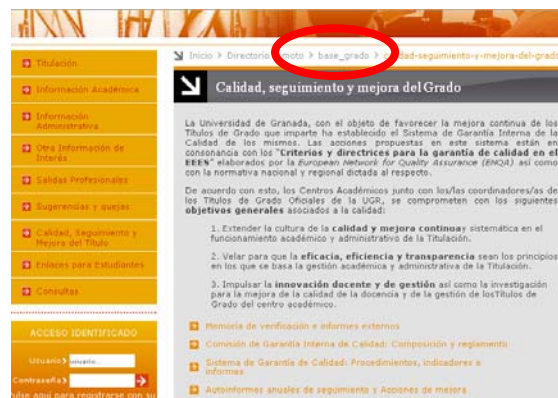 Inicio > Directorio > moto > base_grado > calidad-seguimiento-y-mejora-del-grado
Titulación
Información Académica
Información
Administrativa
Otra Información de
Interés
Salidas Profesionales
Sugerencias y quejas
Calidad, Seguimiento y
Mejora del Título
Enlaces para Estudiantes
Consultas
ACCESO IDENTIFICADO
Usuario> usuario...
Contraseña>
pulse aquí para registrarse con su
Calidad, seguimiento y mejora del Grado
La Universidad de Granada, con el objeto de favorecer la mejora continua de los
Títulos de Grado que imparte ha establecido el Sistema de Garantía Interna de la
Calidad de los mismos. Las acciones propuestas en este sistema están en
consonancia con los "Criterios y directrices para la garantía de calidad en el
EEES" elaborados por la European Network for Quality Assurance (ENQA) así como
con la normativa nacional y regional dictada al respecto.
De acuerdo con esto, los Centros Académicos junto con los/las coordinadores/as de
los Títulos de Grado Oficiales de la UGR, se comprometen con los siguientes
objetivos generales asociados a la calidad:
1. Extender la cultura de la calidad y mejora continua y sistemática en el
funcionamiento académico y administrativo de la Titulación.
2. Velar para que la eficacia, eficiencia y transparencia sean los principios
en los que se basa la gestión académica y administrativa de la Titulación.
3. Impulsar la innovación docente y de gestión así como la investigación
para la mejora de la calidad de la docencia y de la gestión de losTítulos de
Grado del centro académico.
Memoria de verificación e informes externos
Comisión de Garantía Interna de Calidad: Composición y reglamento
Sistema de Garantía de Calidad: Procedimientos, indicadores e
informes
Autoinformes anuales de seguimiento y Acciones de mejora